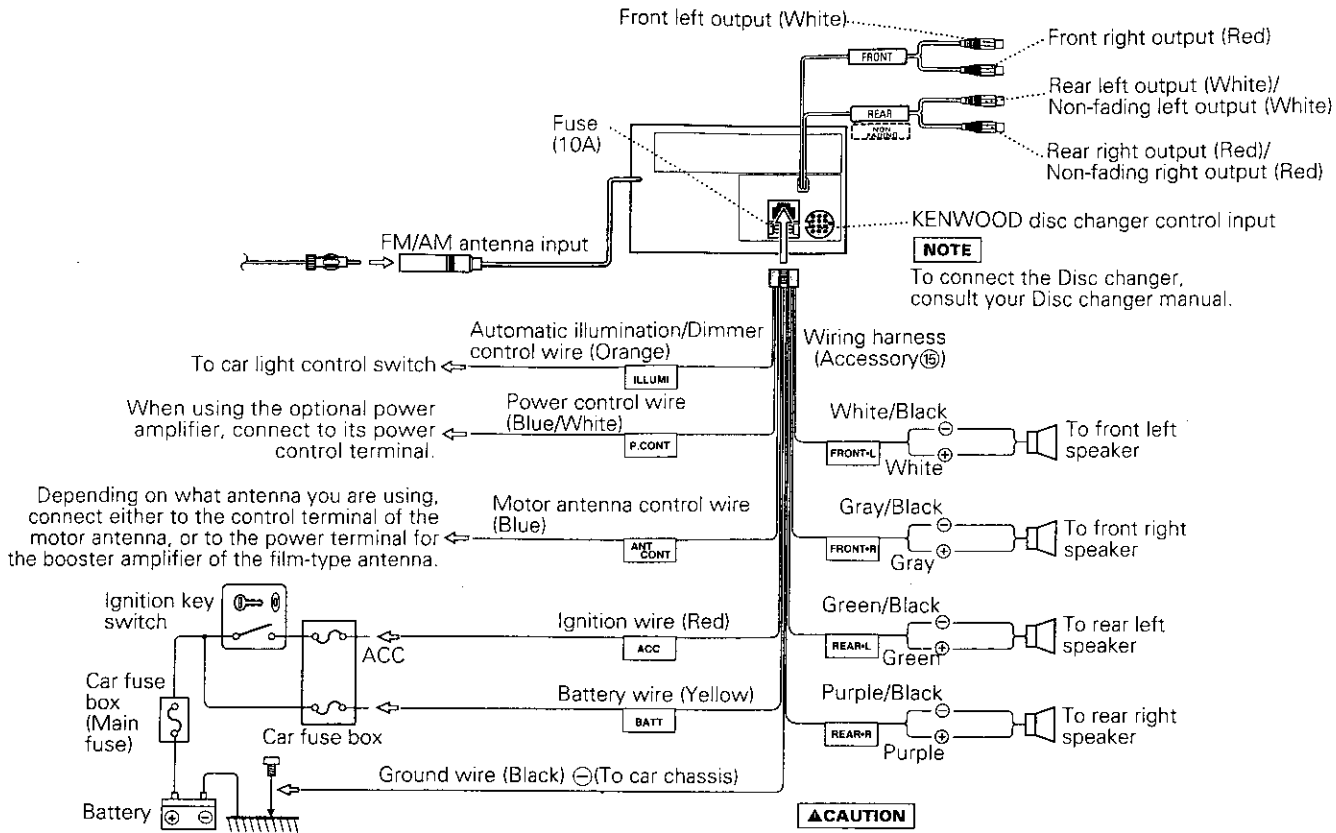 Front left output (White)
Front right output (Red)
FRONT
Rear left output (White)/
Non-fading left output (White)
REAR
NON
FADING
Rear right output (Red)/
Non-fading right output (Red)
Fuse
(10A)
KENWOOD disc changer control input
NOTE
To connect the Disc changer,
consult your Disc changer manual.
FM/AM antenna input
Automatic illumination/Dimmer
control wire (Orange)
To car light control switch
ILLUMI
Wiring harness
(Accessory⑮)
Power control wire
(Blue/White)
When using the optional power
amplifier, connect to its power
control terminal.
P.CONT
White/Black
⊖
FRONT•L
White
⊕
To front left
speaker
Motor antenna control wire
(Blue)
Depending on what antenna you are using,
connect either to the control terminal of the
motor antenna, or to the power terminal for
the booster amplifier of the film-type antenna.
ANT
CONT
Gray/Black
⊖
FRONT•R
Gray
⊕
To front right
speaker
Ignition key
switch
ACC
Ignition wire (Red)
ACC
Green/Black
⊖
REAR•L
Green
⊕
To rear left
speaker
Car fuse
box
(Main
fuse)
Car fuse box
Battery wire (Yellow)
BATT
Purple/Black
⊖
REAR•R
Purple
⊕
To rear right
speaker
Ground wire (Black) ⊖(To car chassis)
Battery
⊕ ⊖
⚠CAUTION